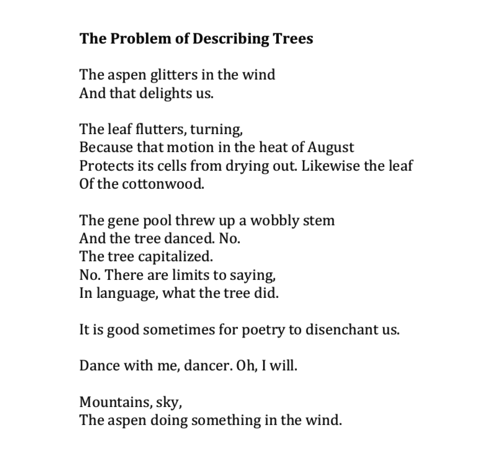 The Problem of Describing Trees
The aspen glitters in the wind
And that delights us.
The leaf flutters, turning,
Because that motion in the heat of August
Protects its cells from drying out. Likewise the leaf
Of the cottonwood.
The gene pool threw up a wobbly stem
And the tree danced. No.
The tree capitalized.
No. There are limits to saying,
In language, what the tree did.
It is good sometimes for poetry to disenchant us.
Dance with me, dancer. Oh, I will.
Mountains, sky,
The aspen doing something in the wind.